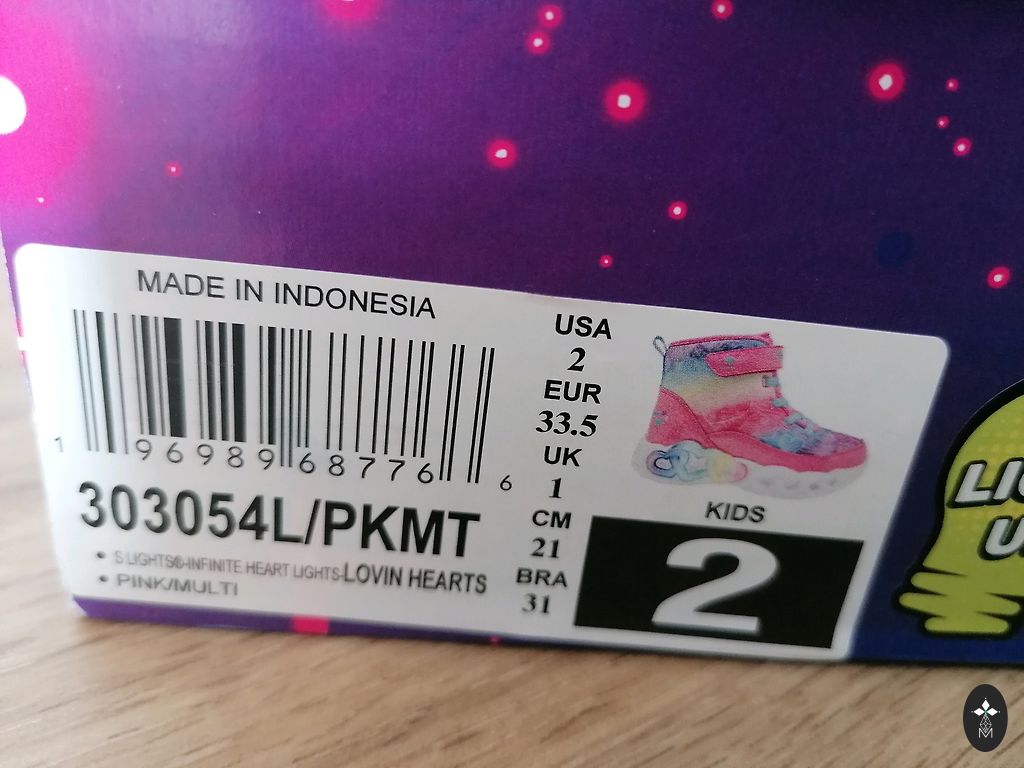 MADE IN INDONESIA
1 96989 68776 6
303054L/PKMT
• S LIGHTS®-INFINITE HEART LIGHTS-LOVIN HEARTS
• PINK/MULTI
USA
2
EUR
33.5
UK
1
CM
21
BRA
31
KIDS
2
M